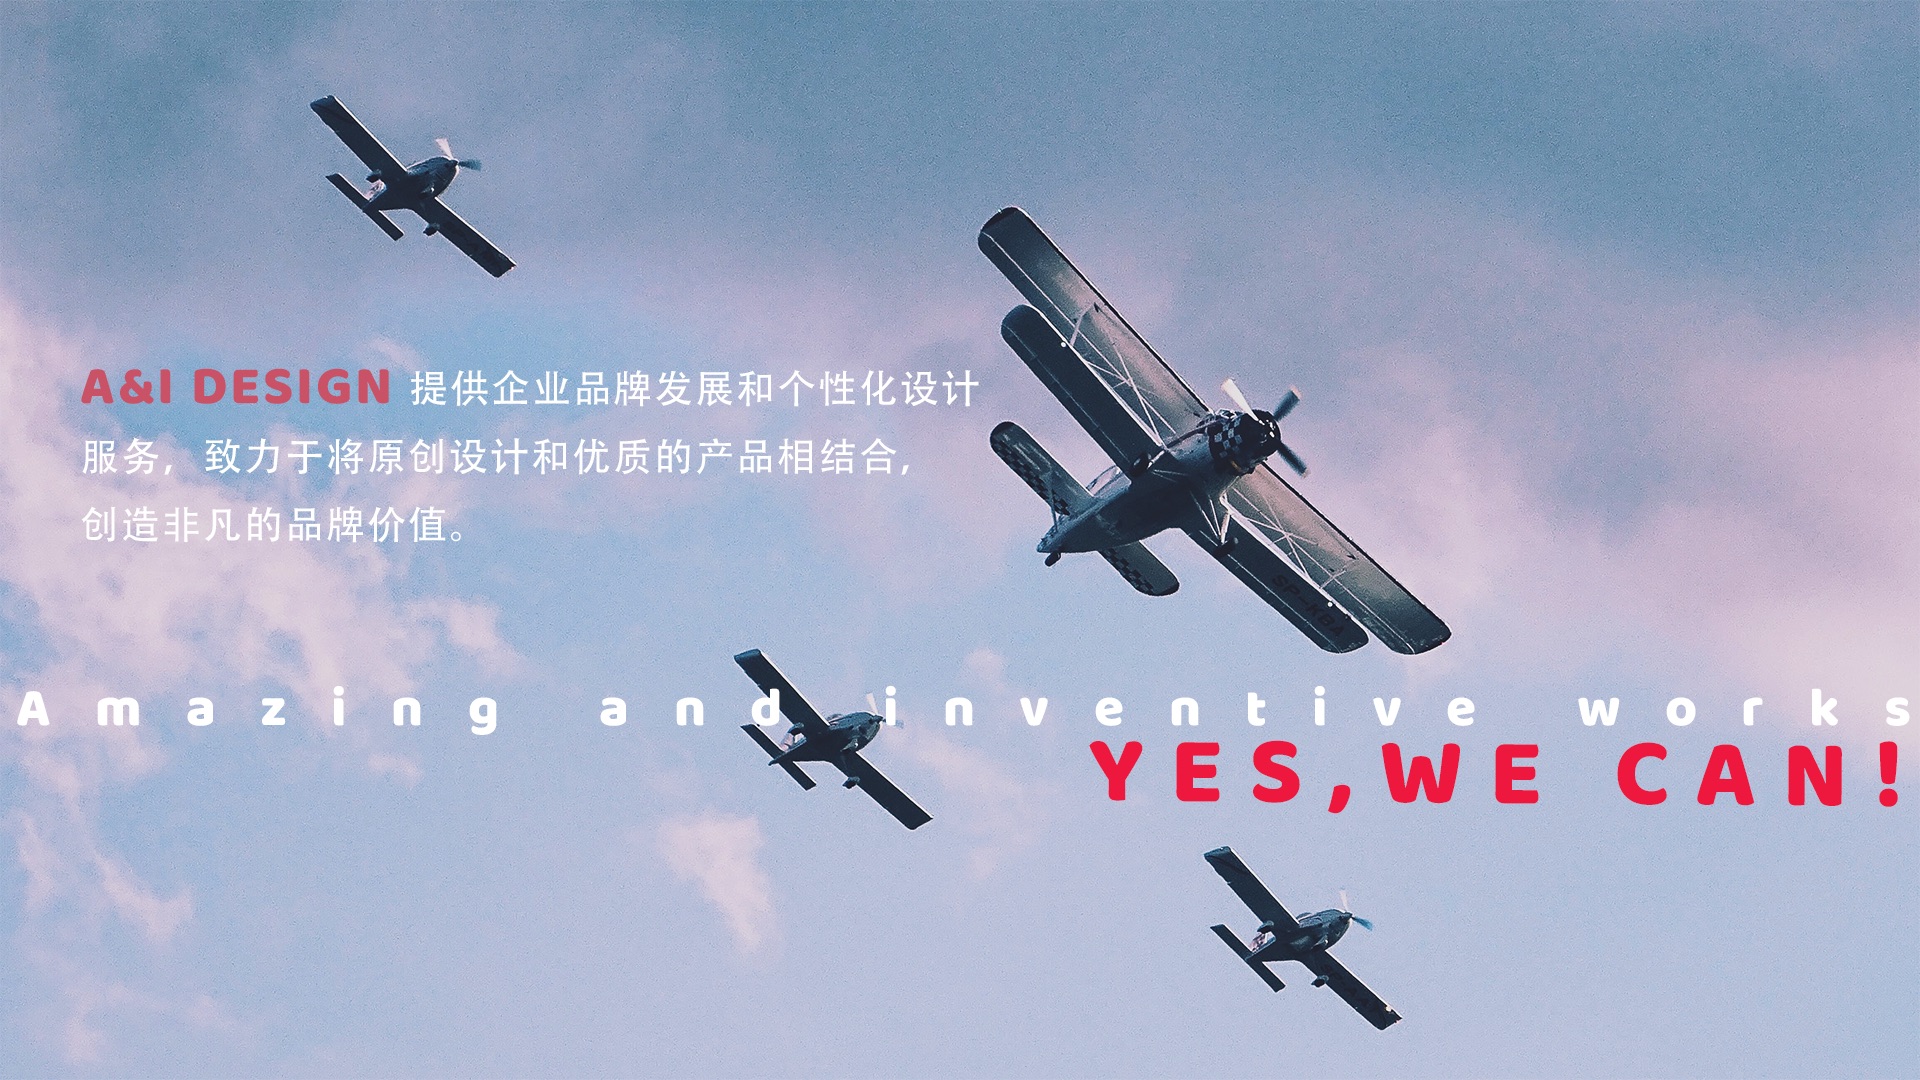 A&I DESIGN 提供企业品牌发展和个性化设计
服务，致力于将原创设计和优质的产品相结合，
创造非凡的品牌价值。
SP-KBA
Amazing and inventive works
YES,WE CAN!